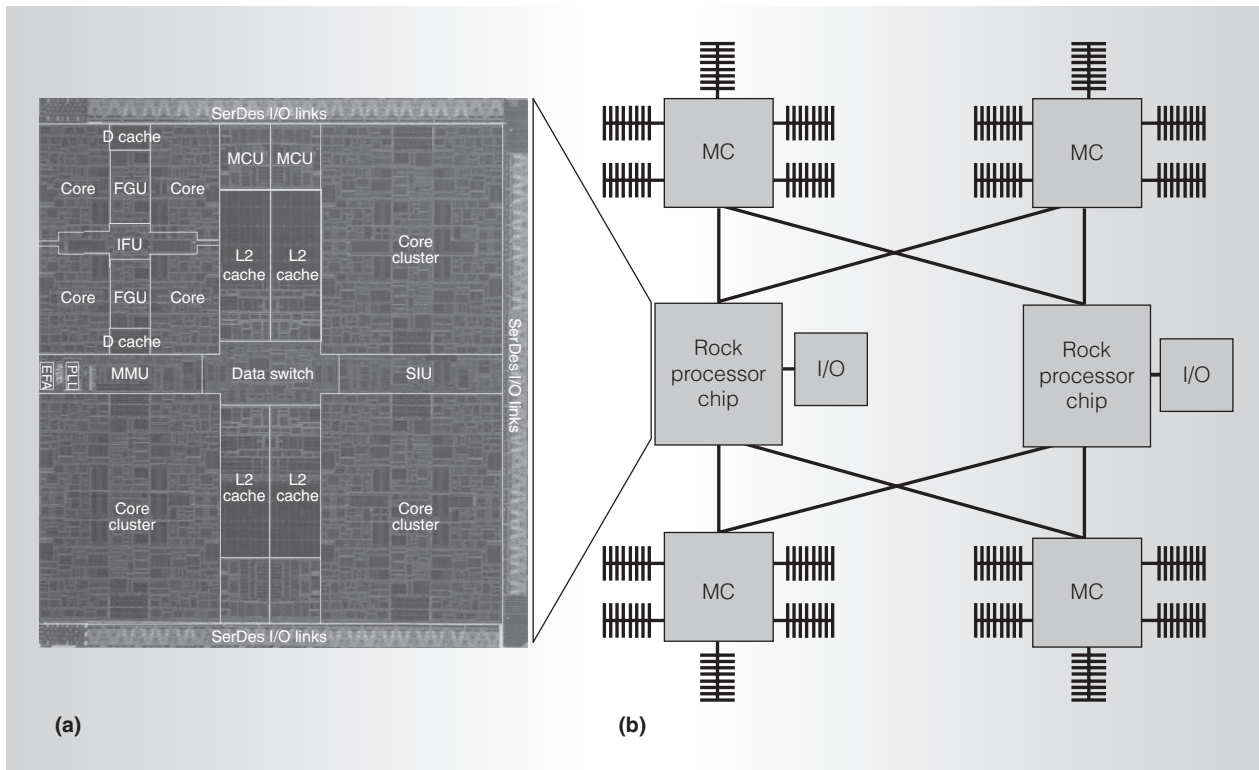 SerDes I/O links
D cache
MCU MCU
Core FGU Core
IFU
L2
cache
L2
cache
Core
cluster
Core FGU Core
D cache
EFA
PLL
MMU
Data switch
SIU
SerDes I/O links
L2
cache
L2
cache
Core
cluster
Core
cluster
SerDes I/O links
(a)
MC
MC
Rock
processor
chip
I/O
Rock
processor
chip
I/O
MC
MC
(b)